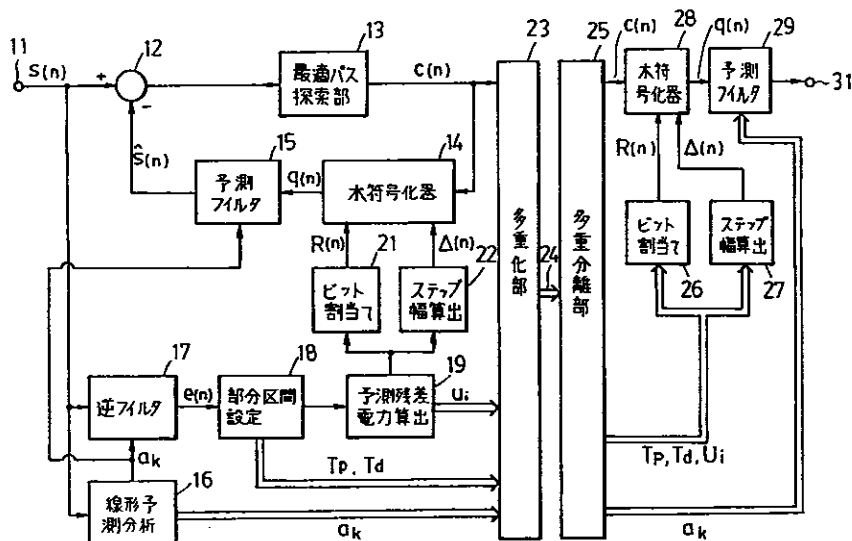 11
S(n)
+
12
-
13
最適パス
探索部
C(n)
23
多重化部
24
25
多重分離部
C(n)
28
木符
号化器
q(n)
29
予測
フィルタ
31
ŝ(n)
15
予測
フィルタ
q(n)
14
木符号化器
R(n)
21
Δ(n)
22
ビット
割当て
ステップ
幅算出
R(n)
Δ(n)
ビット
割当て
26
ステップ
幅算出
27
17
逆フィルタ
e(n)
18
部分区間
設定
19
予測残差
電力算出
Ui
ak
16
線形予
測分析
Tp, Td
ak
Tp, Td, Ui
ak